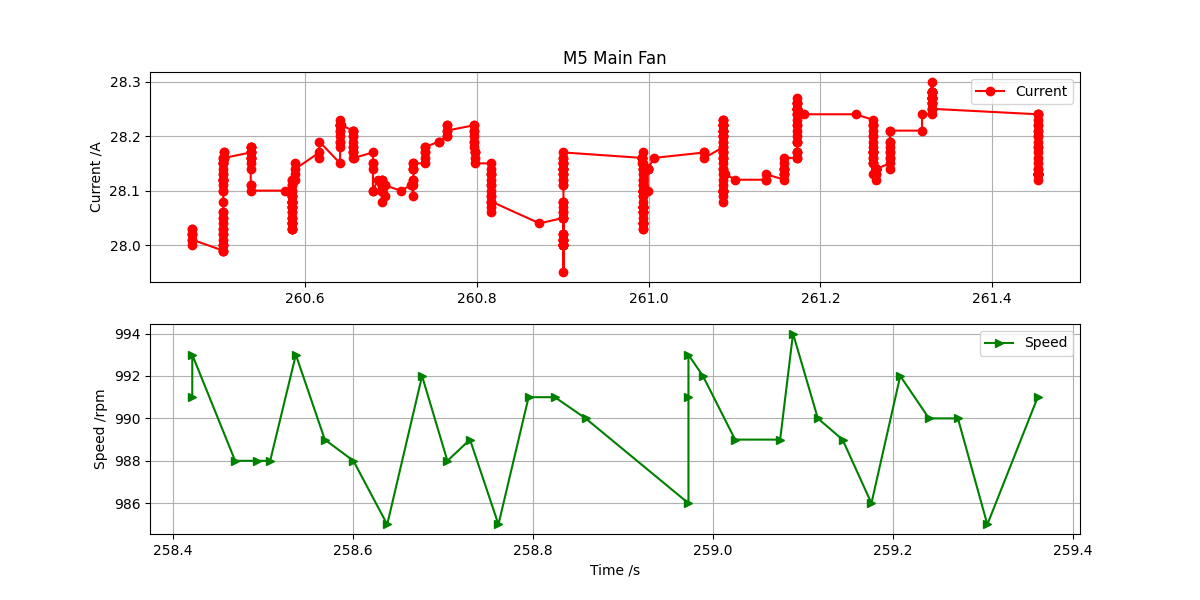 M5 Main Fan
28.3
28.2
28.1
28.0
Current /A
Current
260.6 260.8 261.0 261.2 261.4
994
992
990
988
986
Speed /rpm
Speed
258.4 258.6 258.8 259.0 259.2 259.4
Time /s